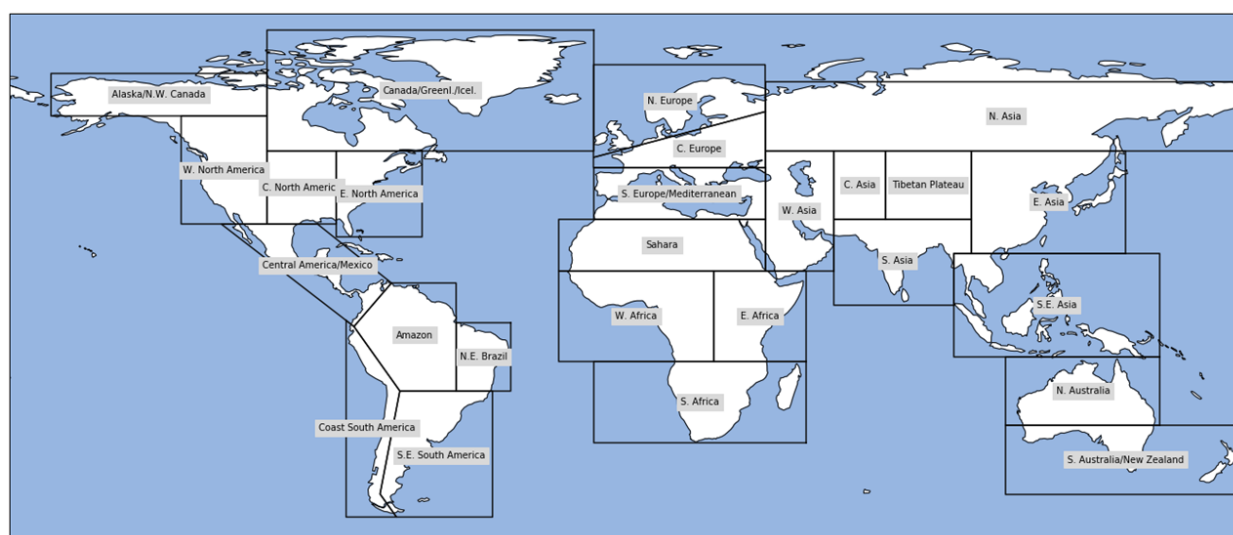 Alaska/N.W. Canada
Canada/Greenl./Icel.
N. Europe
N. Asia
C. Europe
W. North America
C. North Americ
E. North America
S. Europe/Mediterranean
W. Asia
C. Asia
Tibetan Plateau
E. Asia
Sahara
S. Asia
Central America/Mexico
W. Africa
E. Africa
S.E. Asia
Amazon
N.E. Brazil
N. Australia
S. Africa
Coast South America
S.E. South America
S. Australia/New Zealand